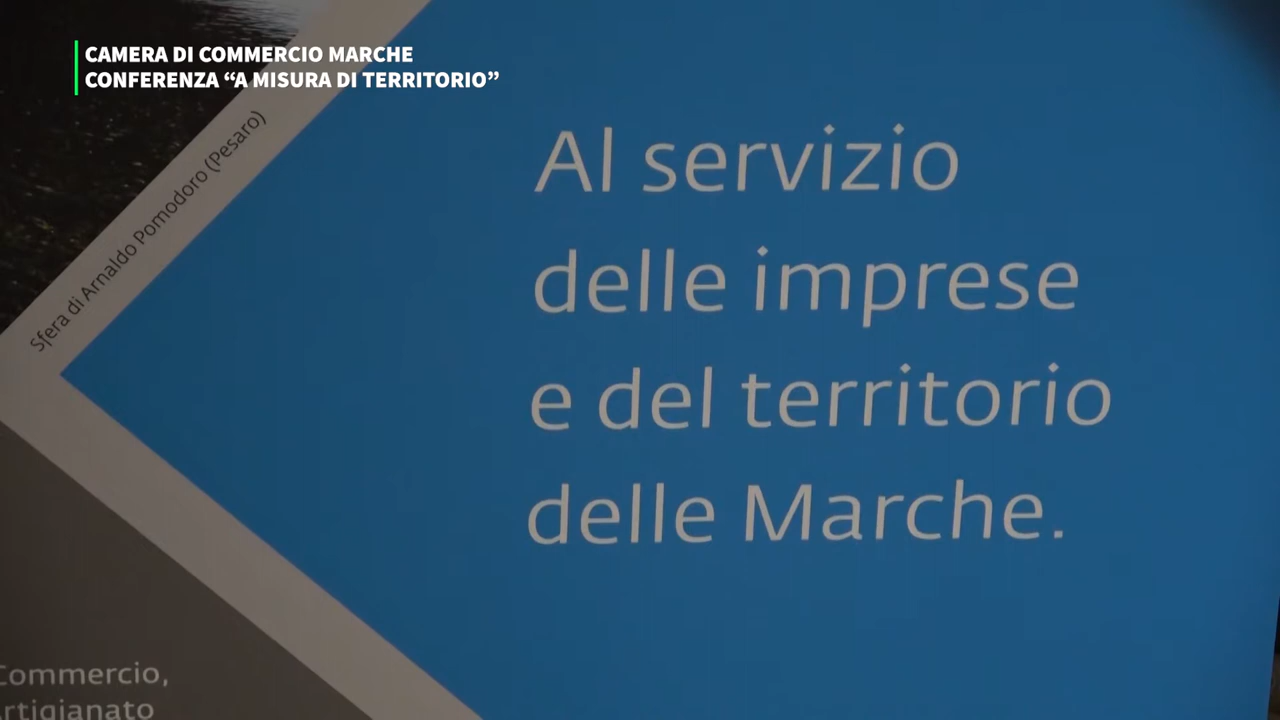 CAMERA DI COMMERCIO MARCHE
CONFERENZA “A MISURA DI TERRITORIO”
Sfera di Arnaldo Pomodoro (Pesaro)
Al servizio
delle imprese
e del territorio
delle Marche.
Commercio,
rtigianato